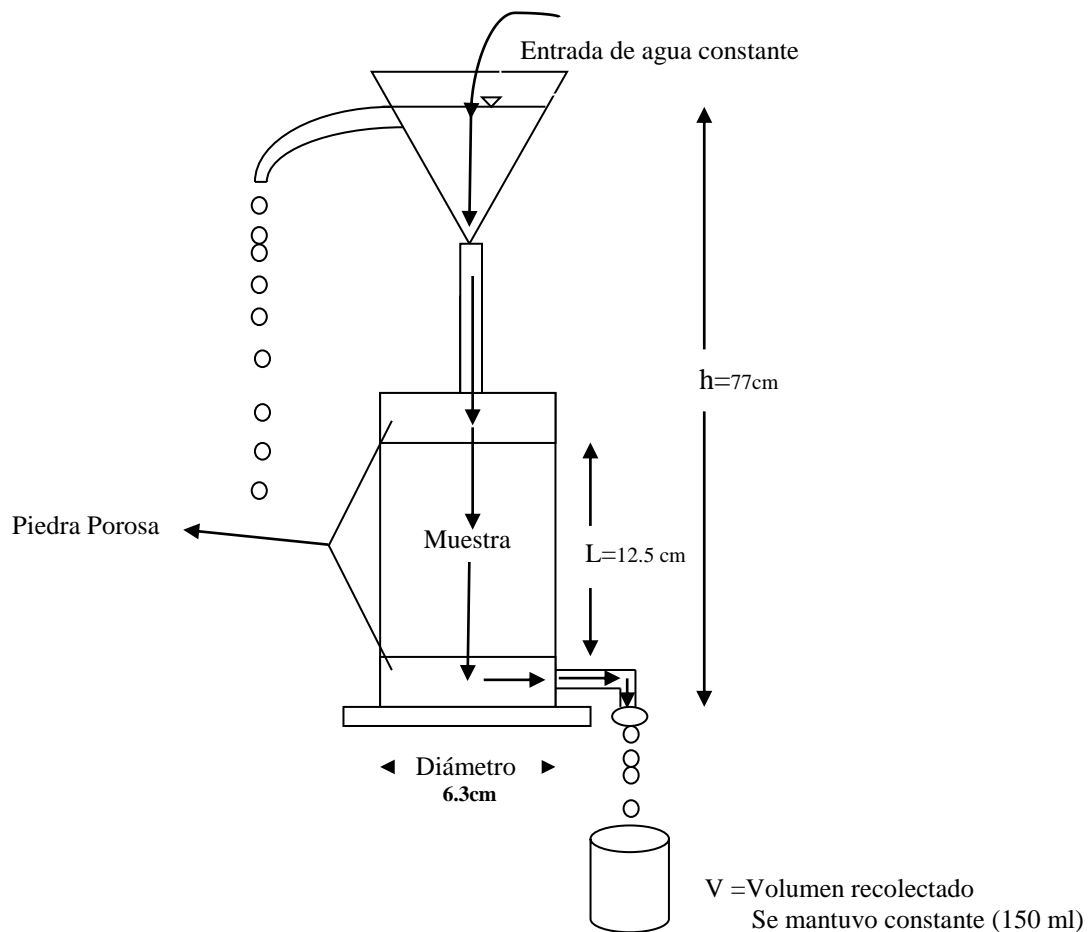 Entrada de agua constante
h=77cm
Piedra Porosa
Muestra
L=12.5 cm
Diámetro
6.3cm
V =Volumen recolectado
Se mantuvo constante (150 ml)